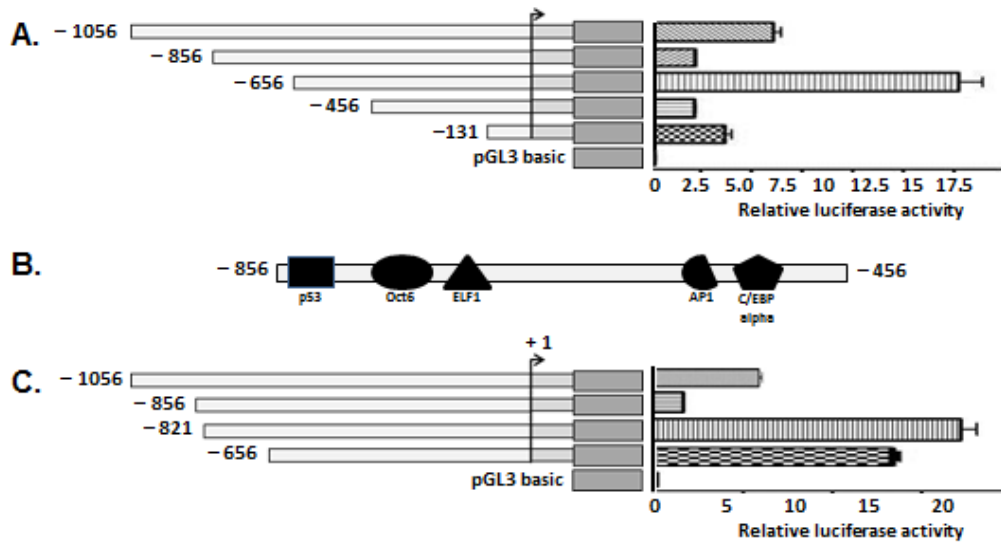 A.
− 1056
− 856
− 656
− 456
−131
pGL3 basic
0 2.5 5.0 7.5 10 12.5 15 17.5
Relative luciferase activity
B.
− 856
− 456
p53 Oct6 ELF1 AP1 C/EBP
alpha
+ 1
C.
− 1056
− 856
− 821
− 656
pGL3 basic
0 5 10 15 20
Relative luciferase activity